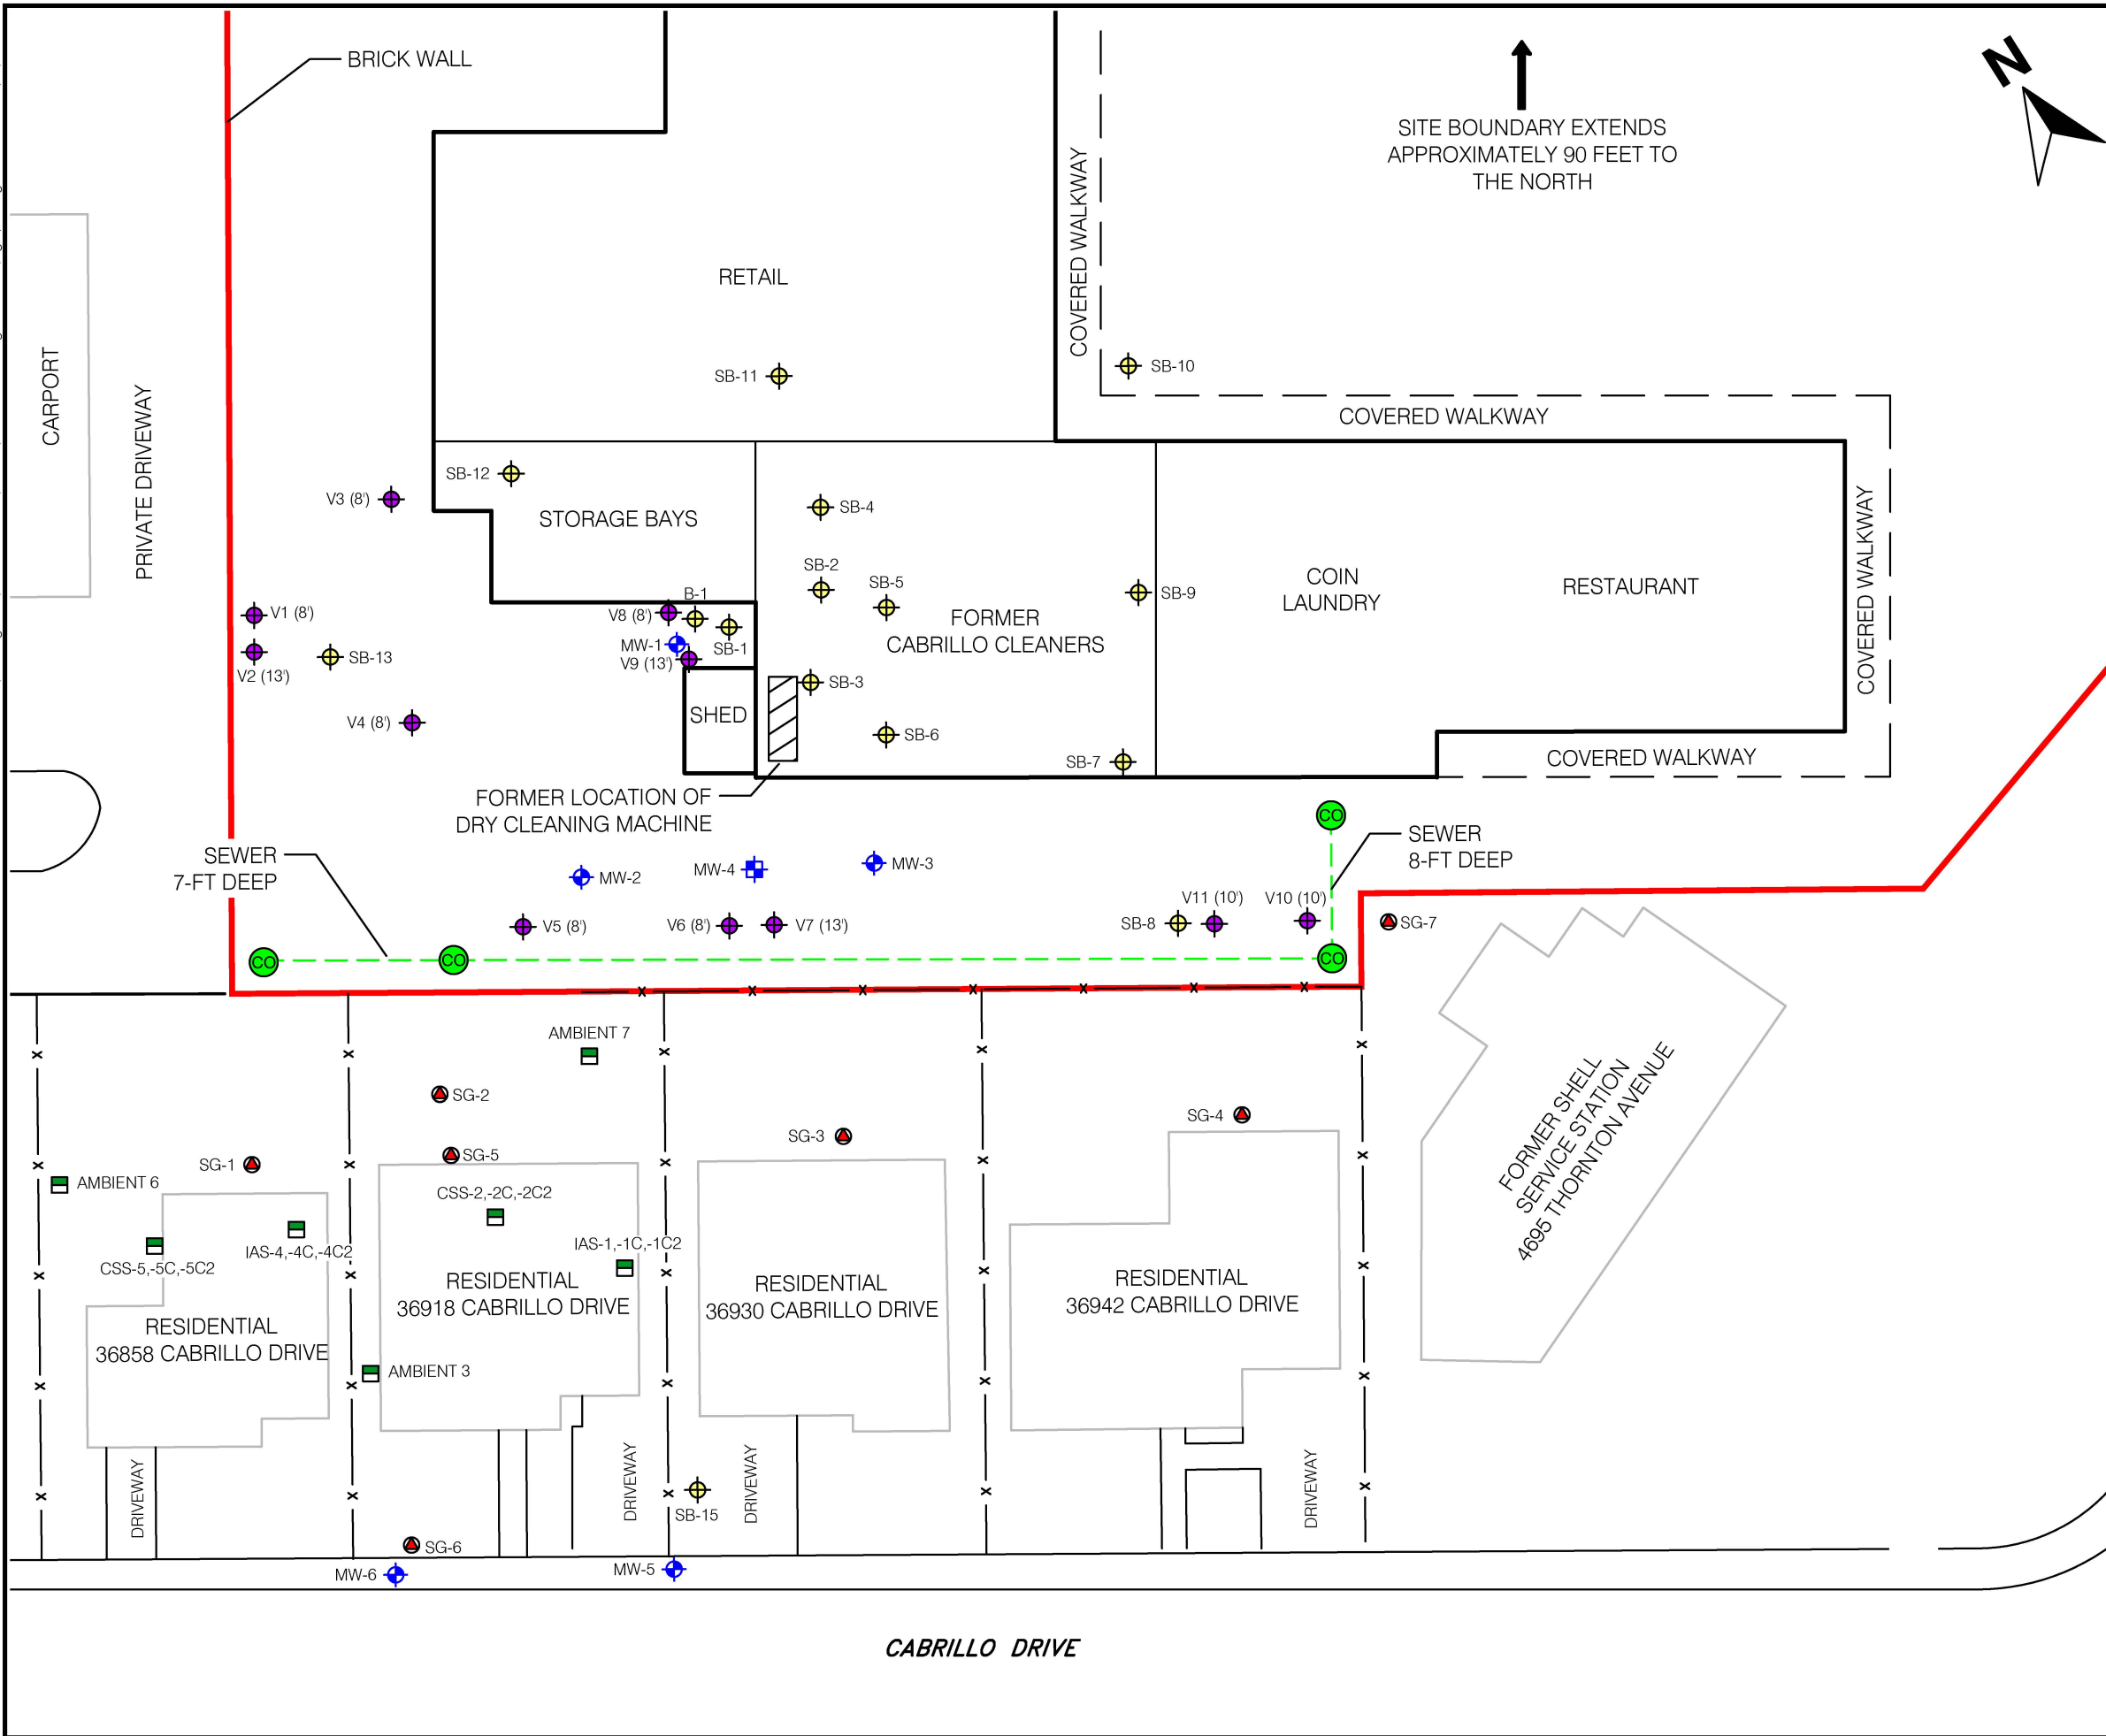 BRICK WALL
N
SITE BOUNDARY EXTENDS
APPROXIMATELY 90 FEET TO
THE NORTH
COVERED WALKWAY
RETAIL
CARPORT
PRIVATE DRIVEWAY
SB-11
SB-10
COVERED WALKWAY
SB-12
V3 (8')
STORAGE BAYS
SB-4
SB-2
SB-5
B-1
V8 (8')
MW-1
V9 (13')
SB-1
FORMER
CABRILLO CLEANERS
SB-9
COIN
LAUNDRY
RESTAURANT
COVERED WALKWAY
V1 (8')
V2 (13')
SB-13
V4 (8')
SHED
SB-3
SB-6
SB-7
COVERED WALKWAY
FORMER LOCATION OF
DRY CLEANING MACHINE
CO
SEWER
8-FT DEEP
SEWER
7-FT DEEP
MW-2
MW-4
MW-3
V5 (8')
V6 (8')
V7 (13')
SB-8
V11 (10')
V10 (10')
SG-7
CO
CO
CO
AMBIENT 7
SG-2
SG-3
SG-4
SG-1
SG-5
AMBIENT 6
CSS-2,-2C,-2C2
IAS-4,-4C,-4C2
CSS-5,-5C,-5C2
IAS-1,-1C,-1C2
FORMER SHELL
SERVICE STATION
4695 THORNTON AVENUE
RESIDENTIAL
36858 CABRILLO DRIVE
RESIDENTIAL
36918 CABRILLO DRIVE
RESIDENTIAL
36930 CABRILLO DRIVE
RESIDENTIAL
36942 CABRILLO DRIVE
AMBIENT 3
DRIVEWAY
DRIVEWAY
DRIVEWAY
DRIVEWAY
SB-15
SG-6
MW-6
MW-5
CABRILLO DRIVE